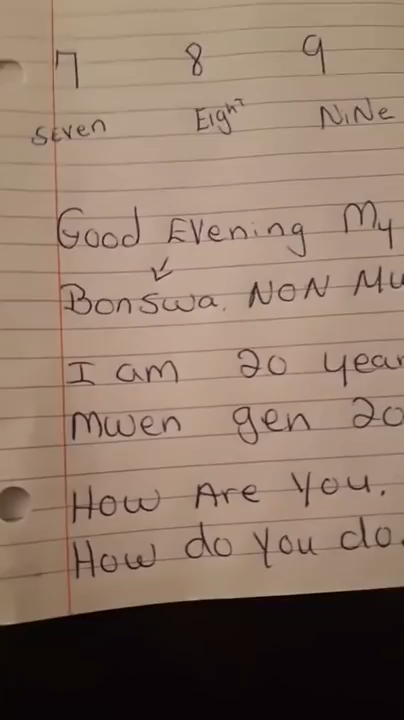 7 8 9
Seven Eight NiNe
Good Evening My
Bonswa. NON Mu
I am 20 year
Mwen gen 20
How Are You.
How do you do.